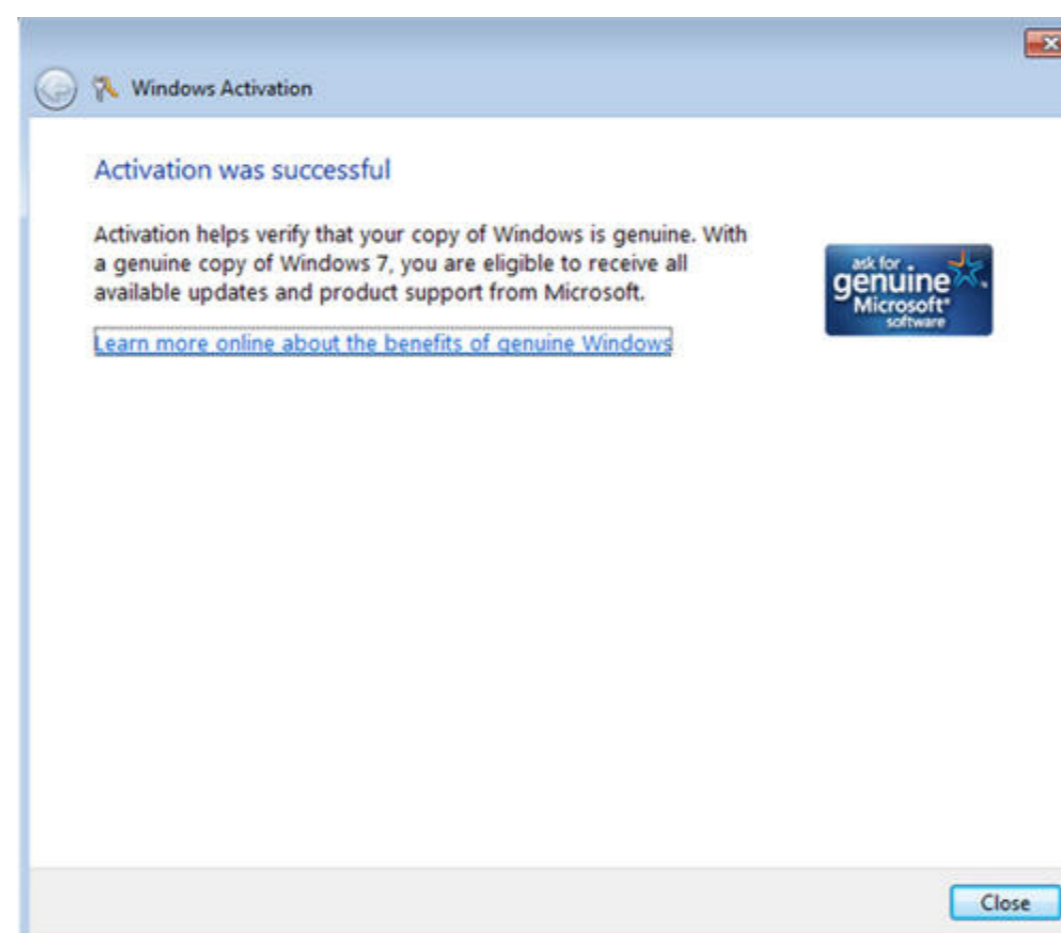 Windows Activation
Activation was successful
Activation helps verify that your copy of Windows is genuine. With
a genuine copy of Windows 7, you are eligible to receive all
available updates and product support from Microsoft.
Learn more online about the benefits of genuine Windows
ask for
genuine
Microsoft®
software
Close